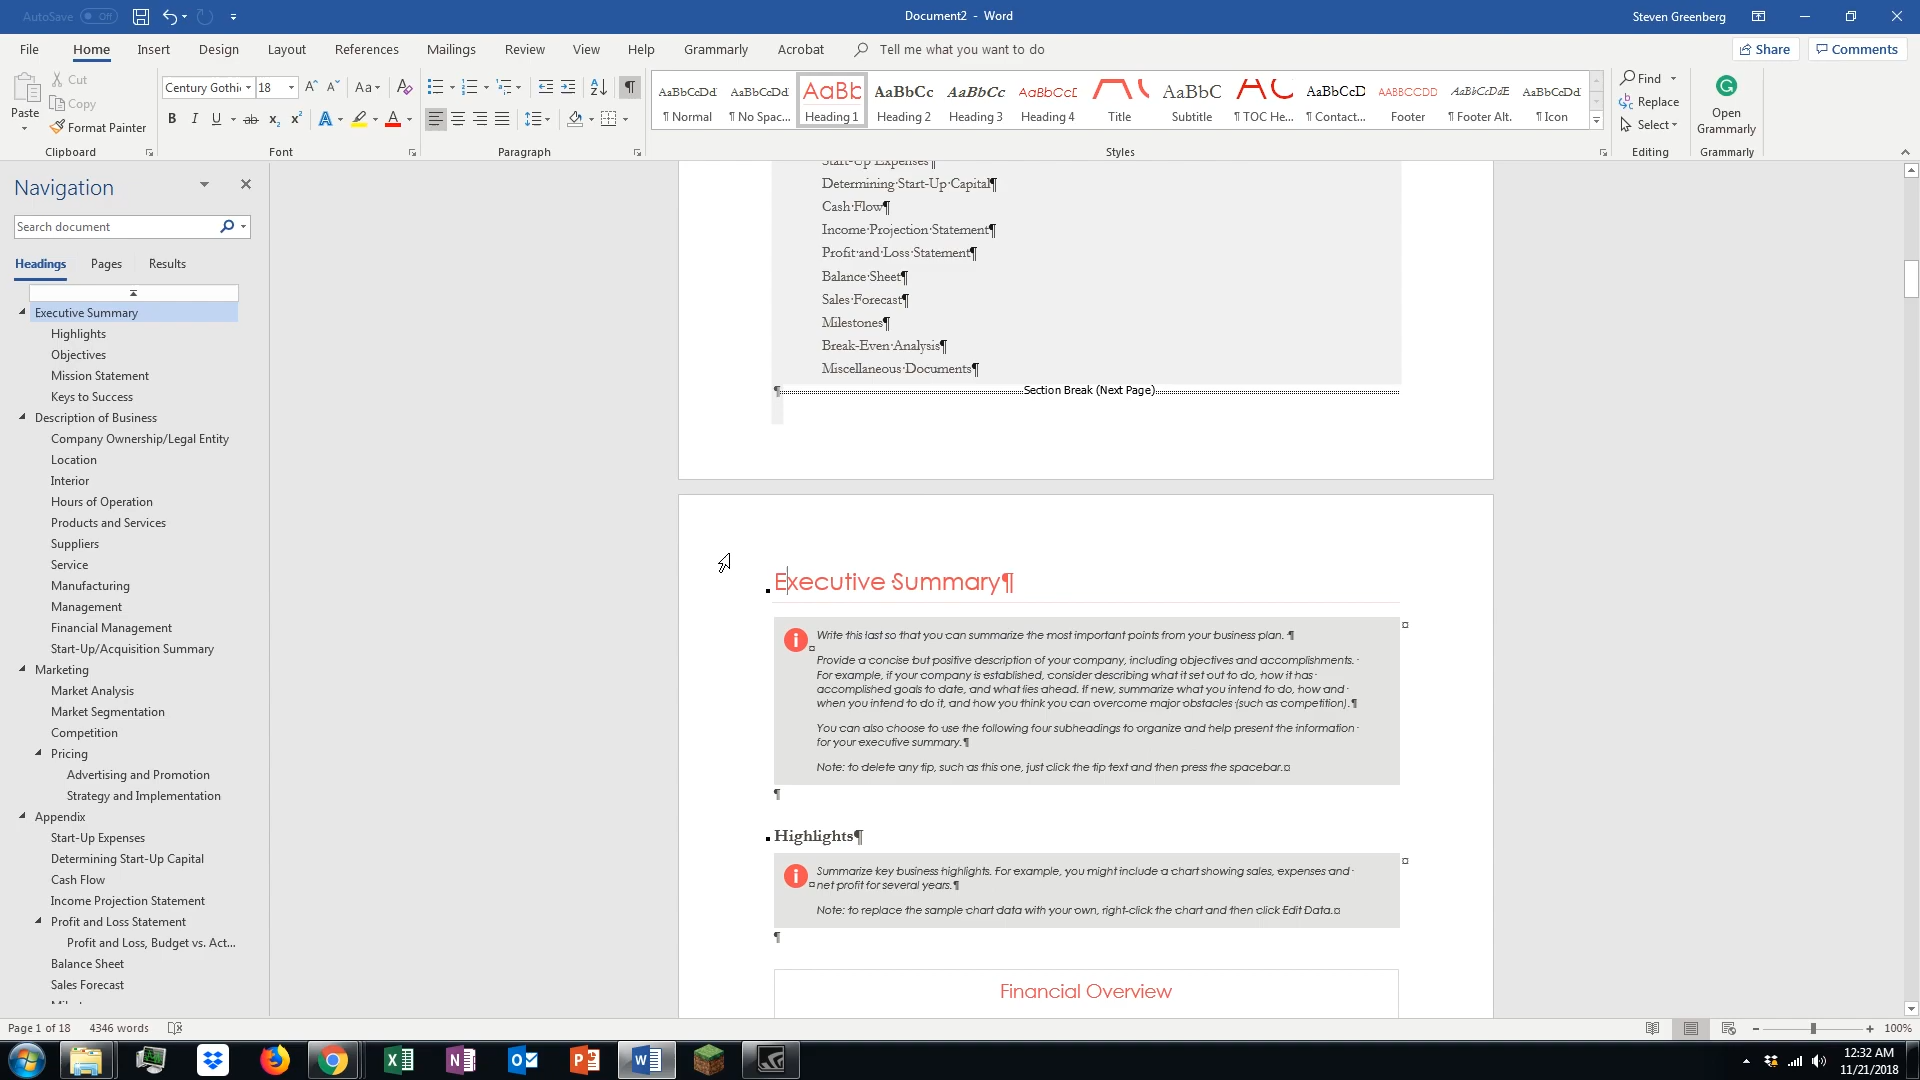 AutoSave Off
Document2 - Word
Steven Greenberg
File Home Insert Design Layout References Mailings Review View Help Grammarly Acrobat Tell me what you want to do
Share Comments
Paste
Cut
Copy
Format Painter
Clipboard
Century Gothi 18
Font
Paragraph
AaBbCcDd AaBbCcDd AaBb AaBbCc AaBbCc AaBbCcD AaBbC AaBbCcD AABBCCDD AaBbCcDdE AaBbCcDd
¶ Normal ¶ No Spac... Heading 1 Heading 2 Heading 3 Heading 4 Title Subtitle ¶ TOC He... ¶ Contact... Footer ¶ Footer Alt. ¶ Icon
Styles
Find
Replace
Select
Editing
Open
Grammarly
Grammarly
Navigation
Search document
Headings Pages Results
Executive Summary
Highlights
Objectives
Mission Statement
Keys to Success
Description of Business
Company Ownership/Legal Entity
Location
Interior
Hours of Operation
Products and Services
Suppliers
Service
Manufacturing
Management
Financial Management
Start-Up/Acquisition Summary
Marketing
Market Analysis
Market Segmentation
Competition
Pricing
Advertising and Promotion
Strategy and Implementation
Appendix
Start-Up Expenses
Determining Start-Up Capital
Cash Flow
Income Projection Statement
Profit and Loss Statement
Profit and Loss, Budget vs. Act...
Balance Sheet
Sales Forecast
Start-Up Expenses¶
Determining·Start-Up·Capital¶
Cash·Flow¶
Income·Projection·Statement¶
Profit·and·Loss·Statement¶
Balance·Sheet¶
Sales·Forecast¶
Milestones¶
Break-Even·Analysis¶
Miscellaneous·Documents¶
Section Break (Next Page)
Executive·Summary¶
Write·this·last·so·that·you·can·summarize·the·most·important·points·from·your·business·plan.·¶
Provide·a·concise·but·positive·description·of·your·company,·including·objectives·and·accomplishments.·
For·example,·if·your·company·is·established,·consider·describing·what·it·set·out·to·do,·how·it·has·
accomplished·goals·to·date,·and·what·lies·ahead.·If·new,·summarize·what·you·intend·to·do,·how·and·
when·you·intend·to·do·it,·and·how·you·think·you·can·overcome·major·obstacles·(such·as·competition).¶
You·can·also·choose·to·use·the·following·four·subheadings·to·organize·and·help·present·the·information·
for·your·executive·summary.¶
Note:·to·delete·any·tip,·such·as·this·one,·just·click·the·tip·text·and·then·press·the·spacebar.¤
¶
Highlights¶
Summarize·key·business·highlights.·For·example,·you·might·include·a·chart·showing·sales,·expenses·and·
net·profit·for·several·years.¶
Note:·to·replace·the·sample·chart·data·with·your·own,·right-click·the·chart·and·then·click·Edit·Data.¤
¶
Financial Overview
Page 1 of 18 4346 words
100%
12:32 AM
11/21/2018